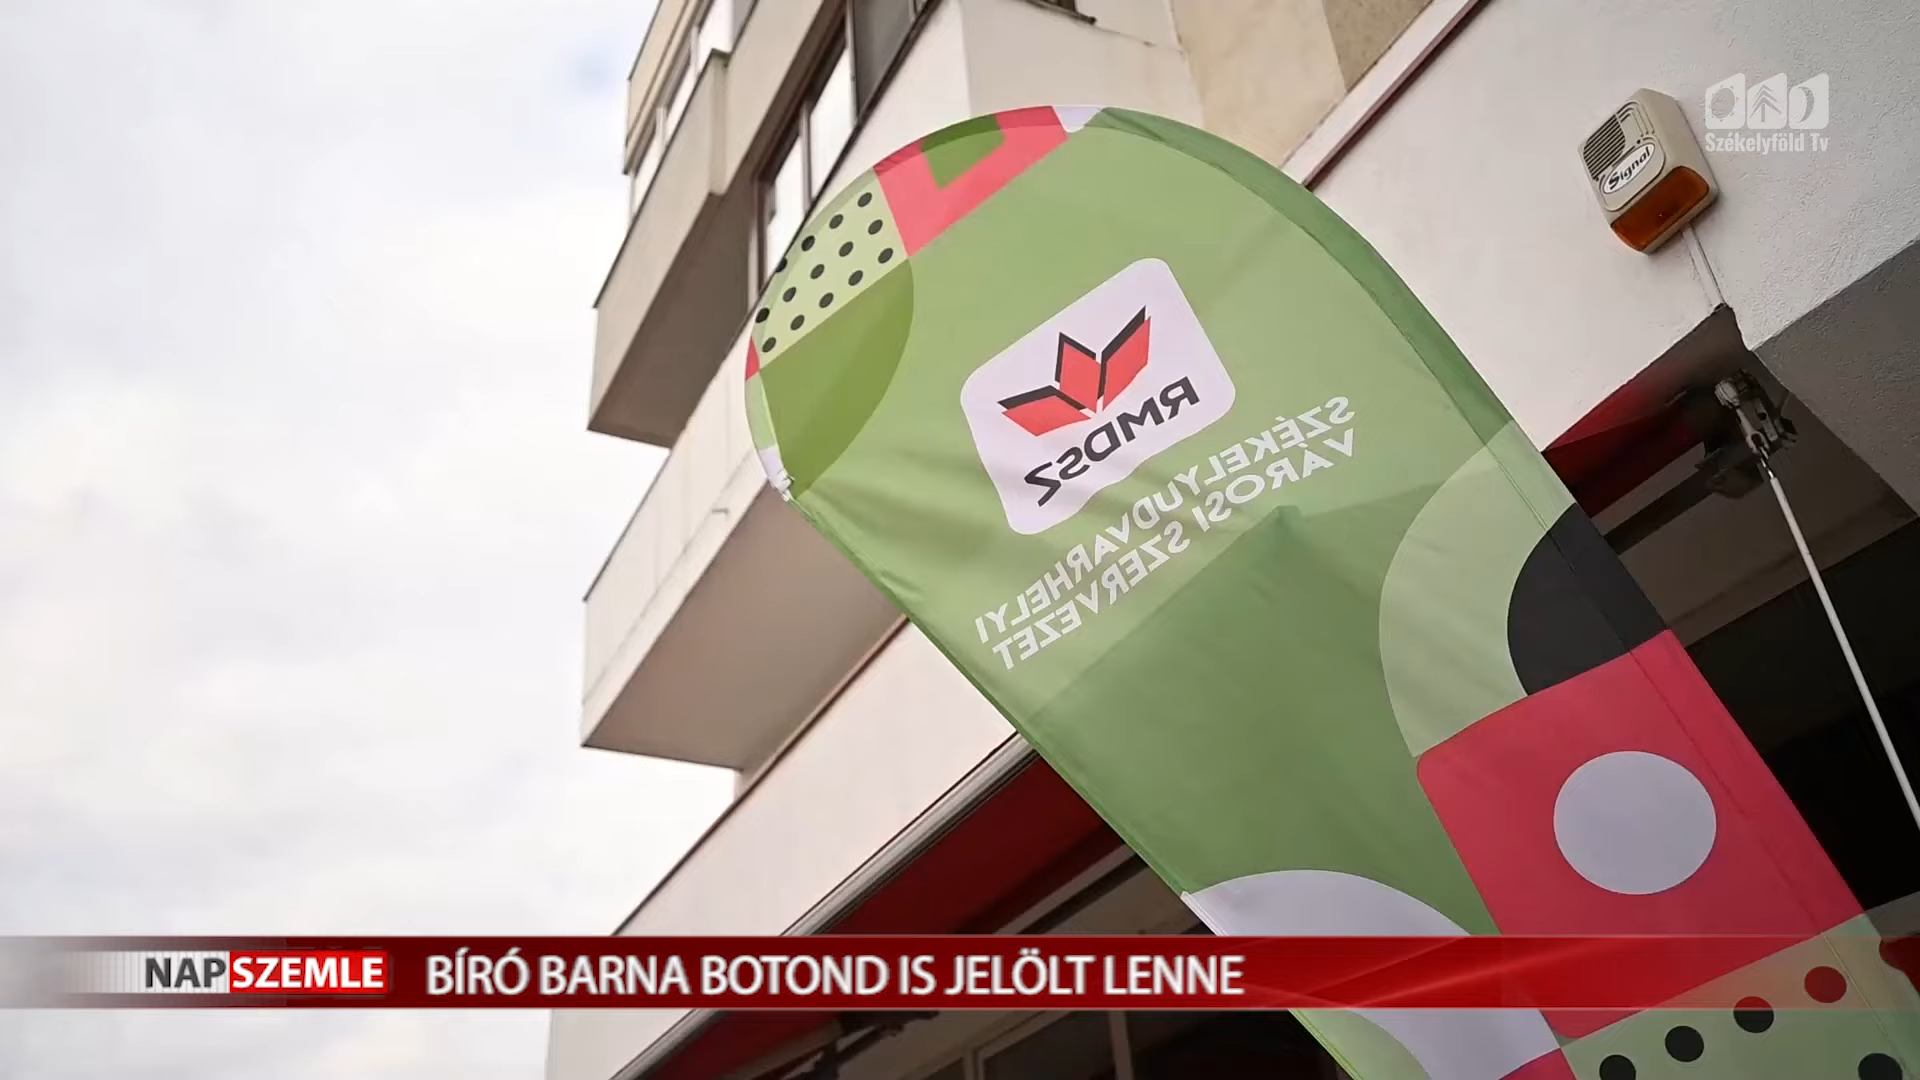 Székelyföld Tv
Signal
RMDSZ
SZÉKELYUDVARHELYI
VÁROSI SZERVEZET
NAPSZEMLE BÍRÓ BARNA BOTOND IS JELÖLT LENNE